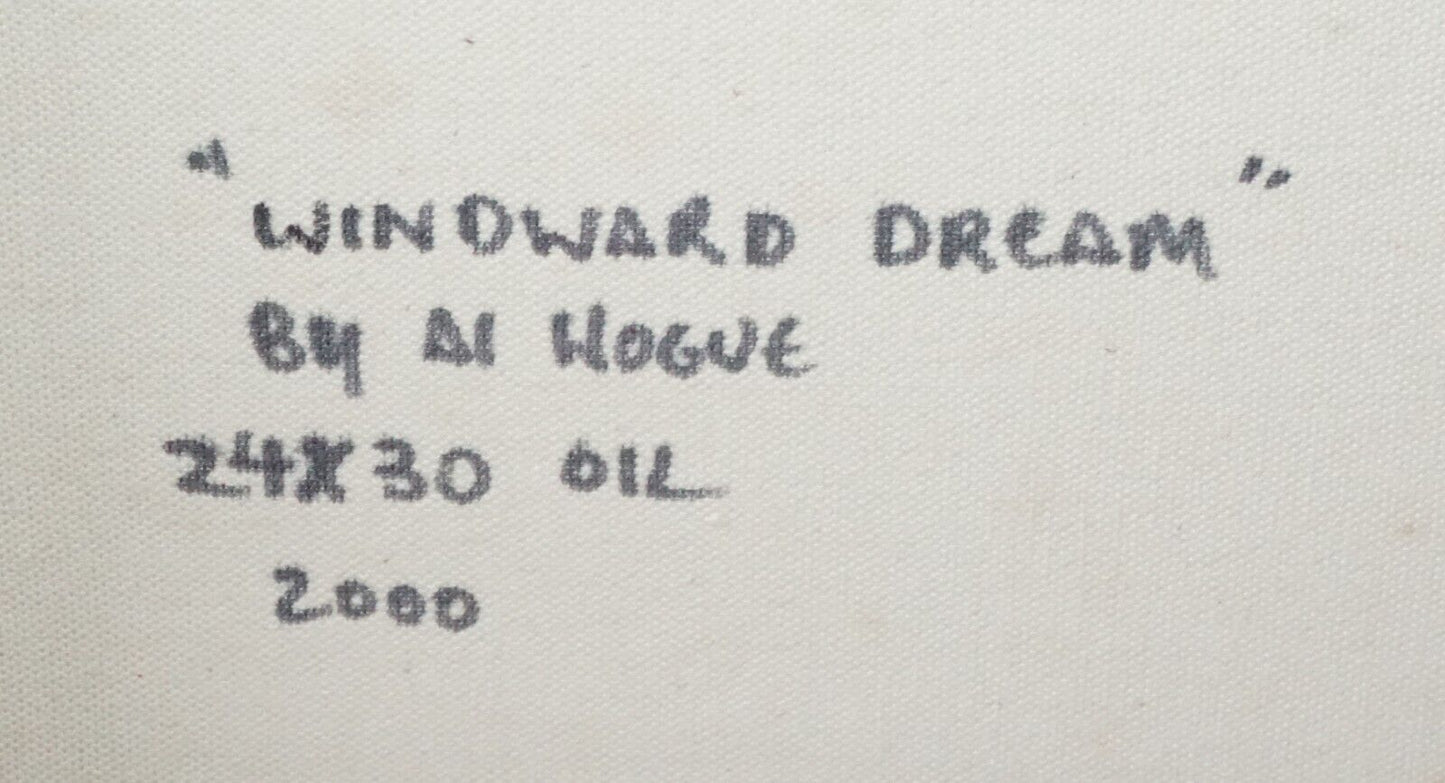 "WINDWARD DREAM"
By Al HOGUE
24X30 OIL
2000